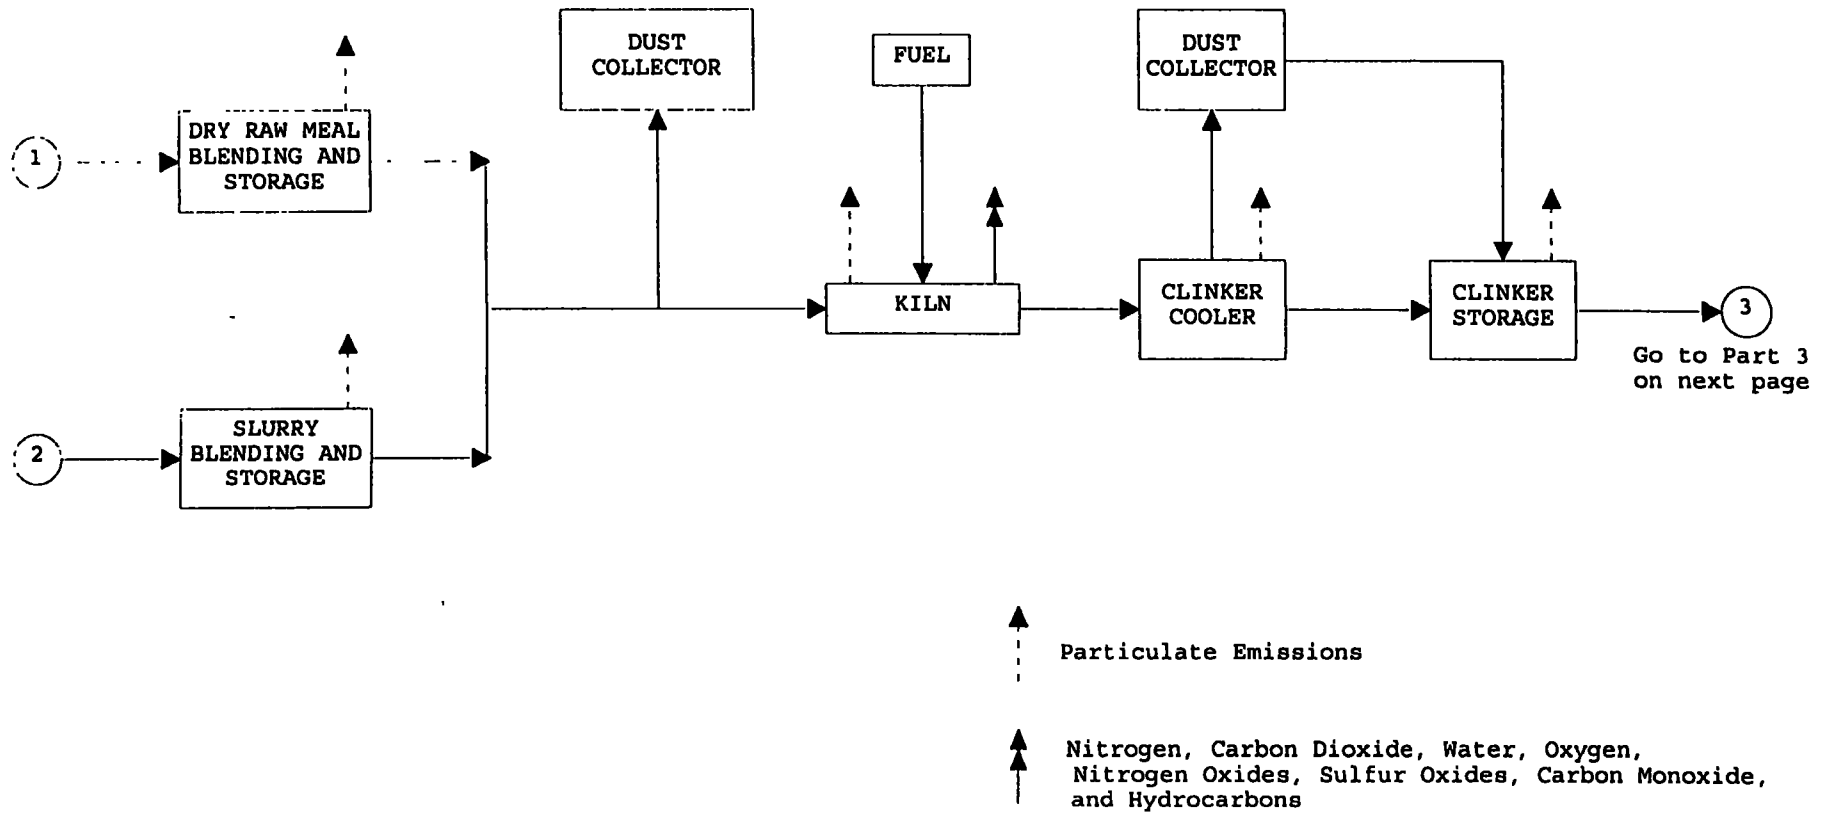 DUST
COLLECTOR
FUEL
DUST
COLLECTOR
1
DRY RAW MEAL
BLENDING AND
STORAGE
KILN
CLINKER
COOLER
CLINKER
STORAGE
3
Go to Part 3
on next page
2
SLURRY
BLENDING AND
STORAGE
Particulate Emissions
Nitrogen, Carbon Dioxide, Water, Oxygen,
Nitrogen Oxides, Sulfur Oxides, Carbon Monoxide,
and Hydrocarbons